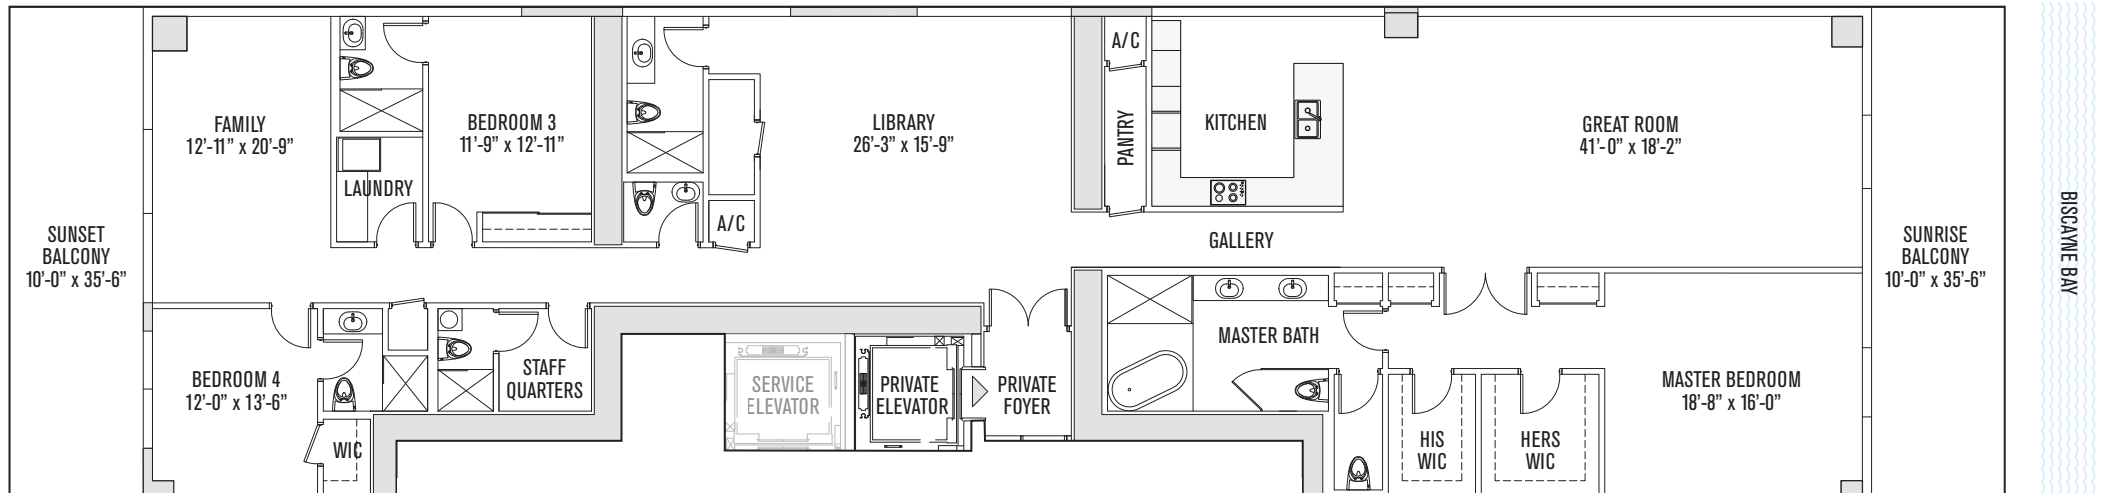 SUNSET
BALCONY
10'-0" x 35'-6"
FAMILY
12'-11" x 20'-9"
LAUNDRY
BEDROOM 3
11'-9" x 12'-11"
A/C
LIBRARY
26'-3" x 15'-9"
A/C
PANTRY
KITCHEN
GREAT ROOM
41'-0" x 18'-2"
GALLERY
SUNRISE
BALCONY
10'-0" x 35'-6"
BISCAYNE BAY
BEDROOM 4
12'-0" x 13'-6"
WIC
STAFF
QUARTERS
SERVICE
ELEVATOR
PRIVATE
ELEVATOR
PRIVATE
FOYER
MASTER BATH
HIS
WIC
HERS
WIC
MASTER BEDROOM
18'-8" x 16'-0"